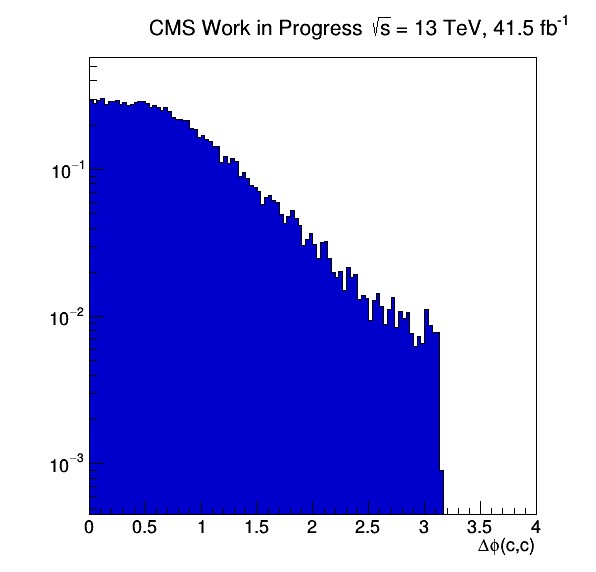 CMS Work in Progress √s = 13 TeV, 41.5 fb⁻¹
10⁻¹
10⁻²
10⁻³
0 0.5 1 1.5 2 2.5 3 3.5 4
Δϕ(c,c)